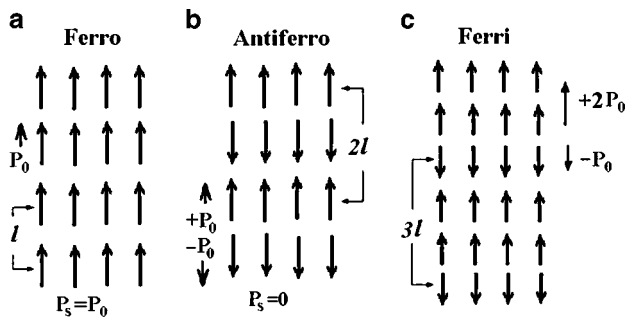 a
Ferro
P₀
l
Pₛ=P₀
b
Antiferro
2l
+P₀
−P₀
Pₛ=0
c
Ferri
+2P₀
−P₀
3l